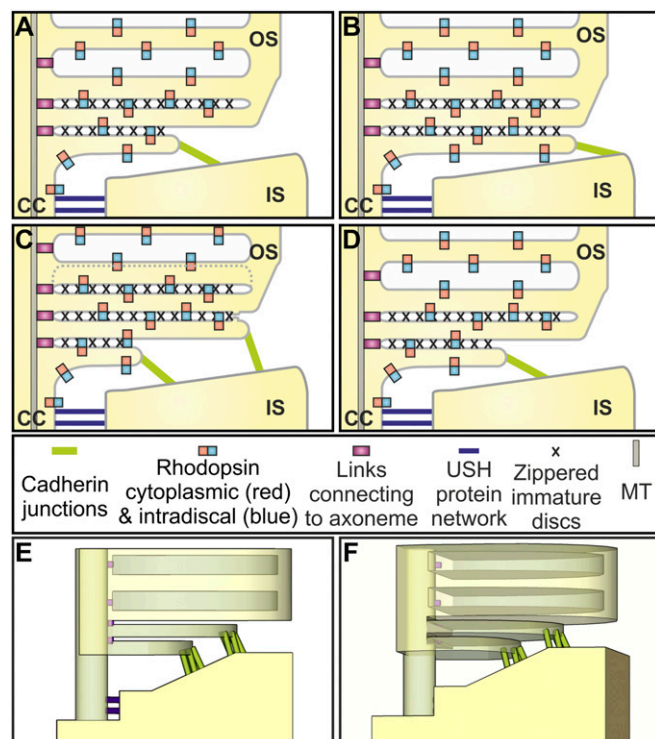 A
OS
CC
IS
B
OS
CC
IS
C
OS
CC
IS
D
OS
CC
IS
Cadherin
junctions
Rhodopsin
cytoplasmic (red)
& intradiscal (blue)
Links
connecting
to axoneme
USH
protein
network
x
Zippered
immature
discs
MT
E
F